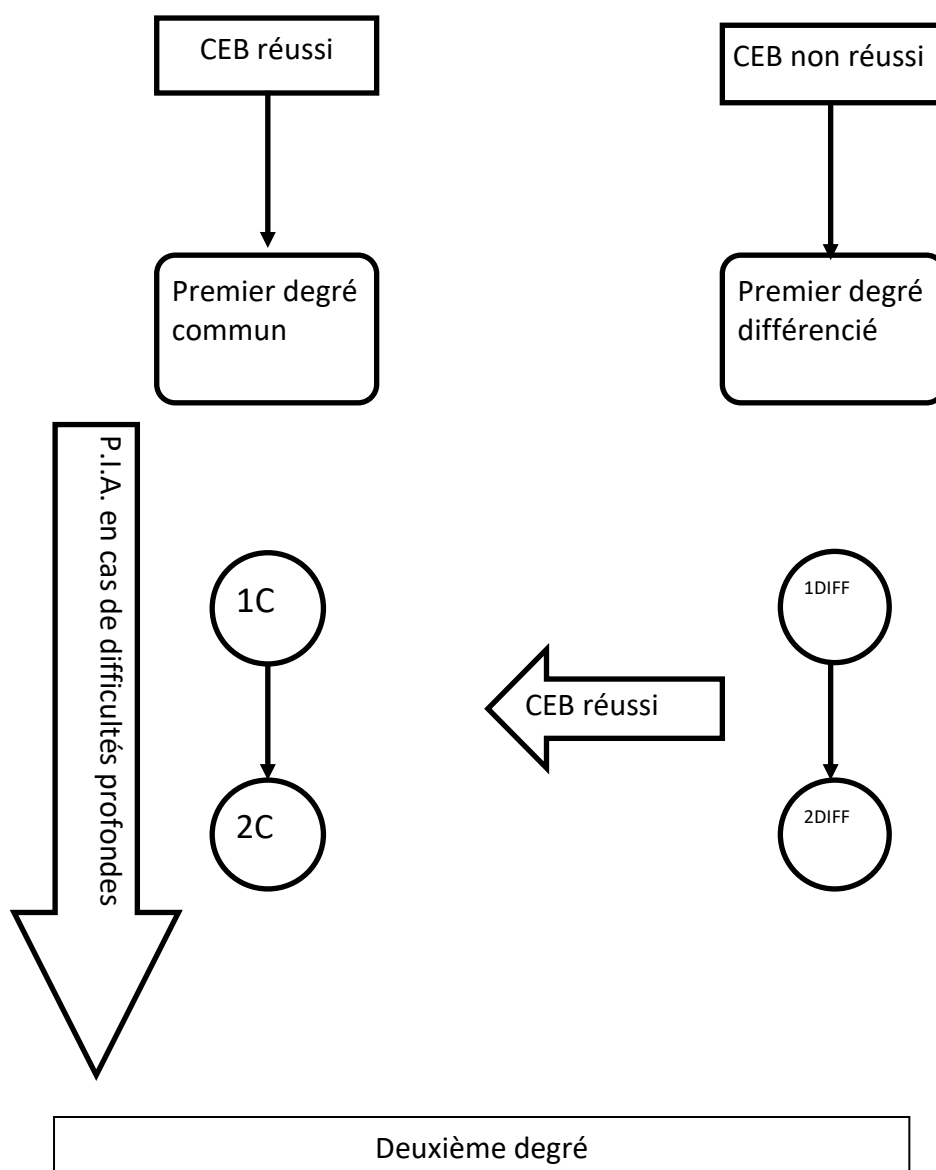 CEB réussi
CEB non réussi
Premier degré
commun
Premier degré
différencié
P.I.A. en cas de difficultés profondes
1C
1DIFF
CEB réussi
2C
2DIFF
Deuxième degré